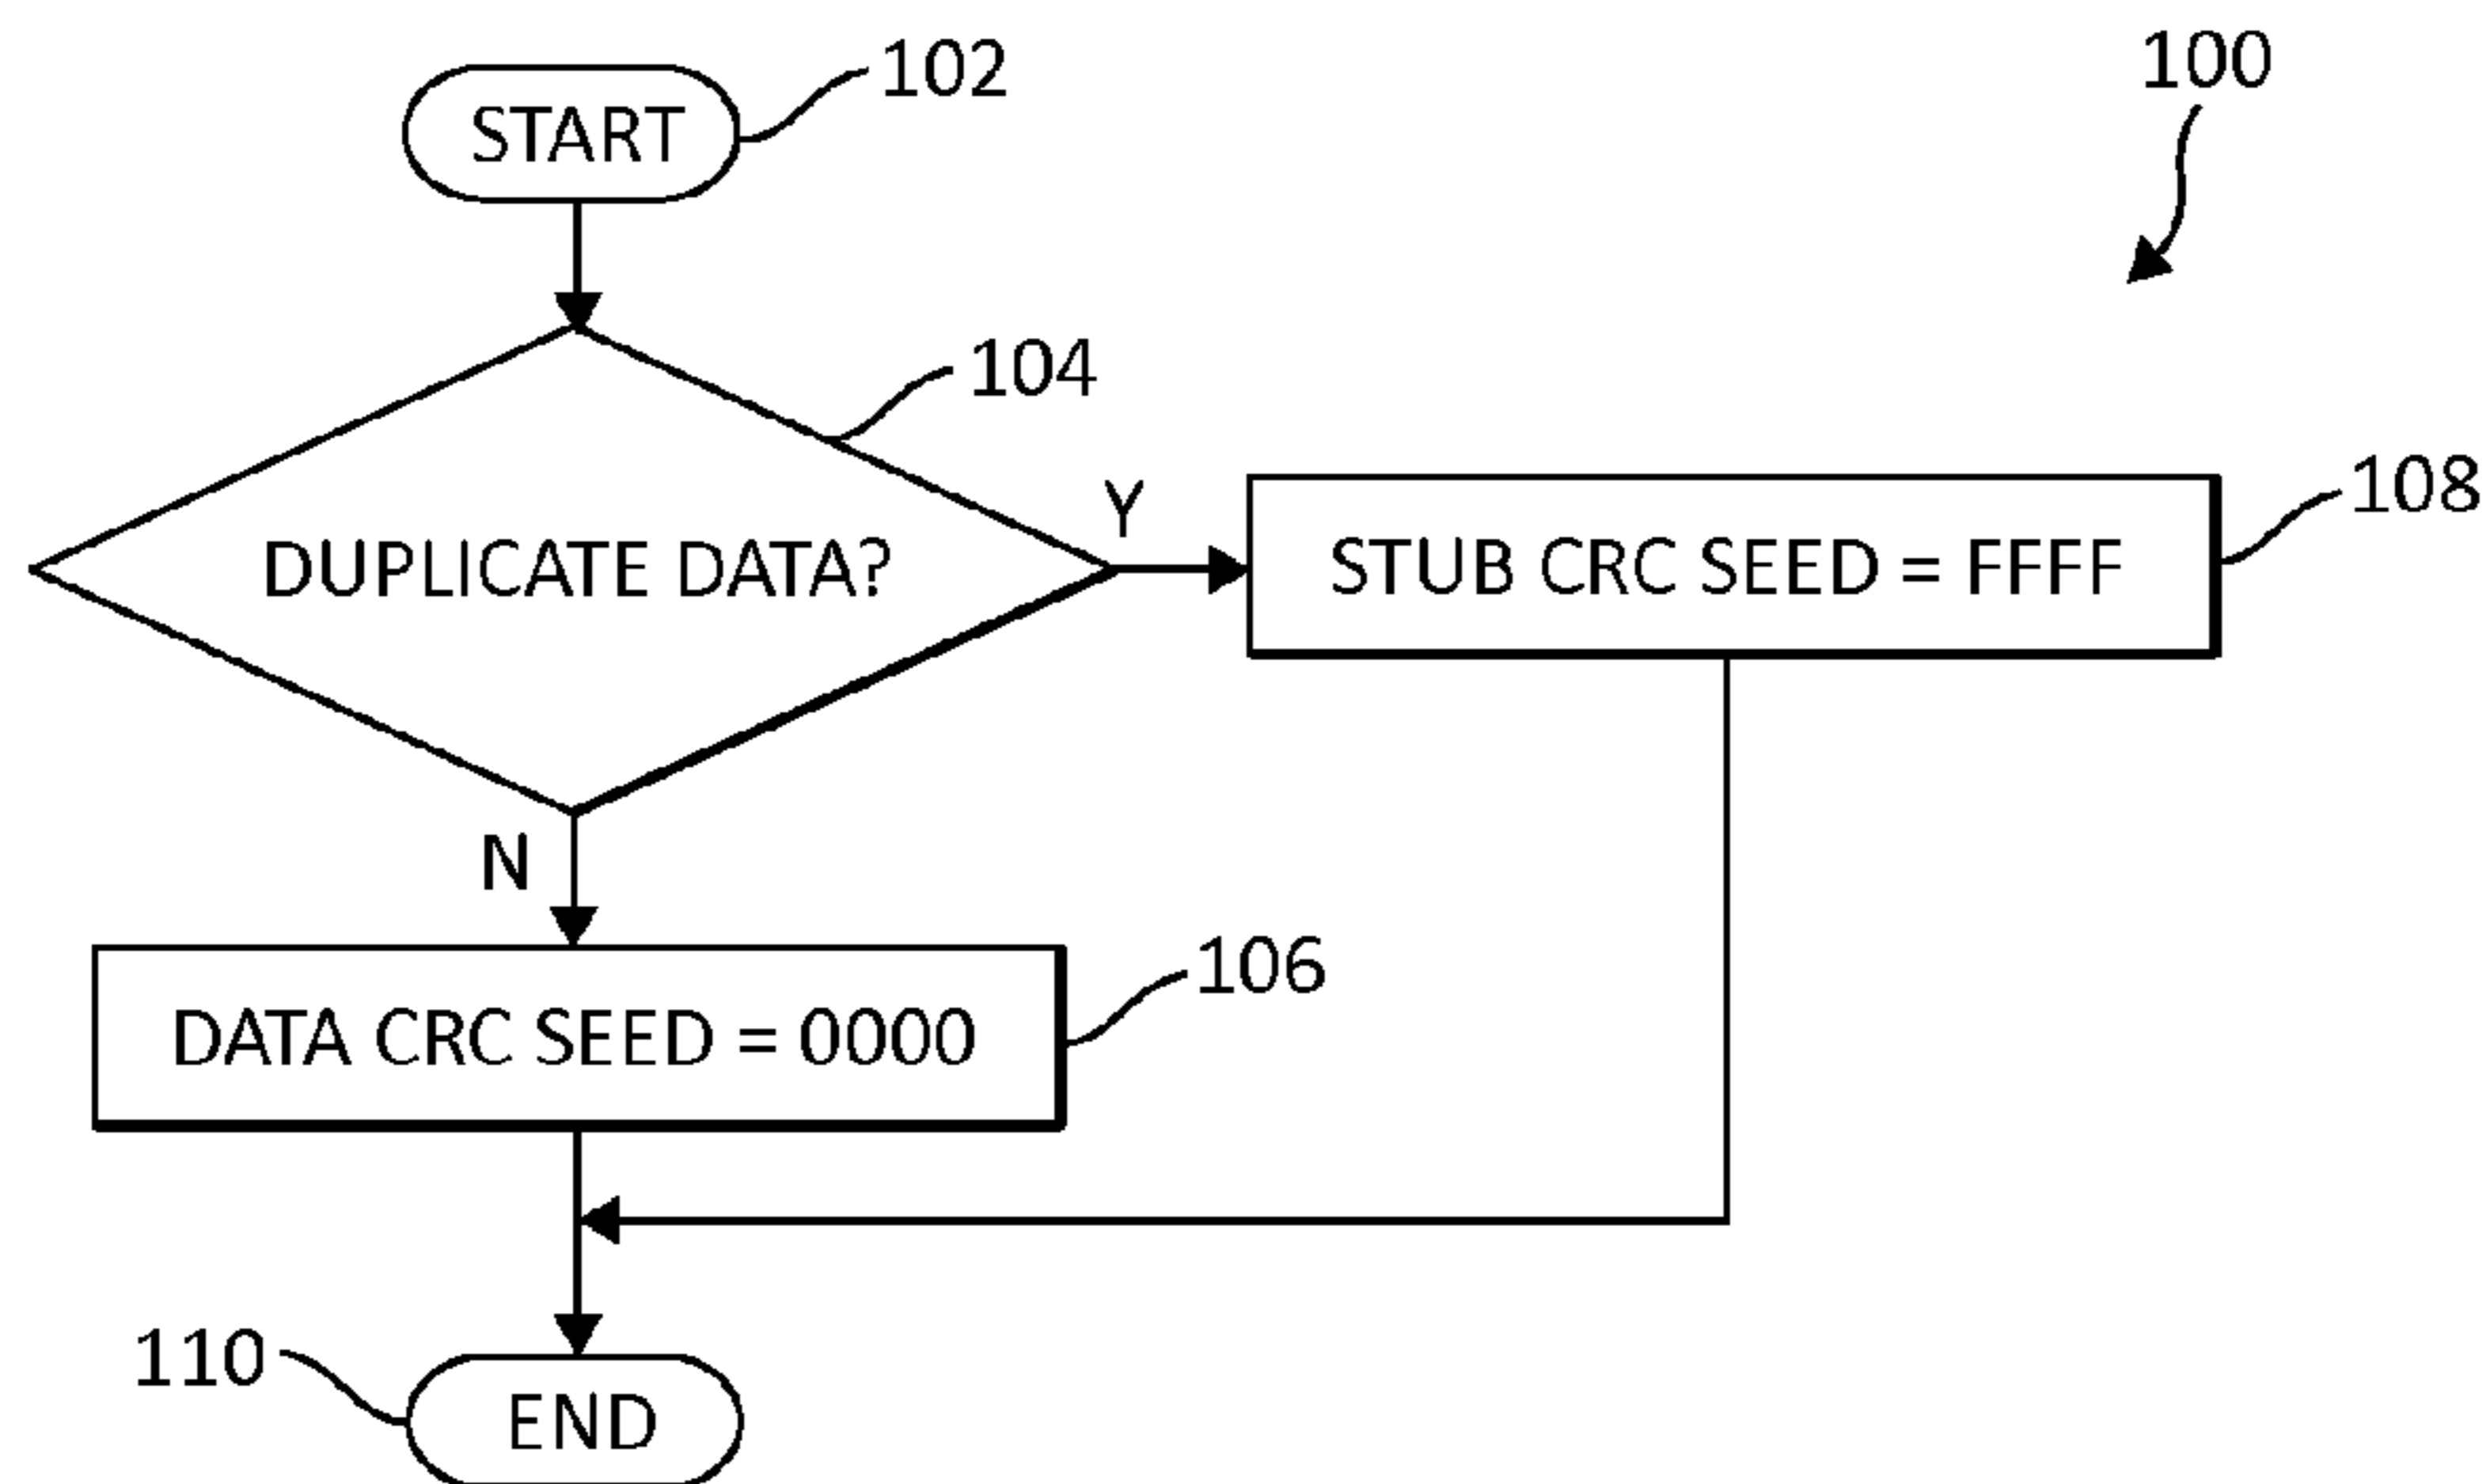 102
100
START
104
Y
108
DUPLICATE DATA?
STUB CRC SEED = FFFF
N
106
DATA CRC SEED = 0000
110
END